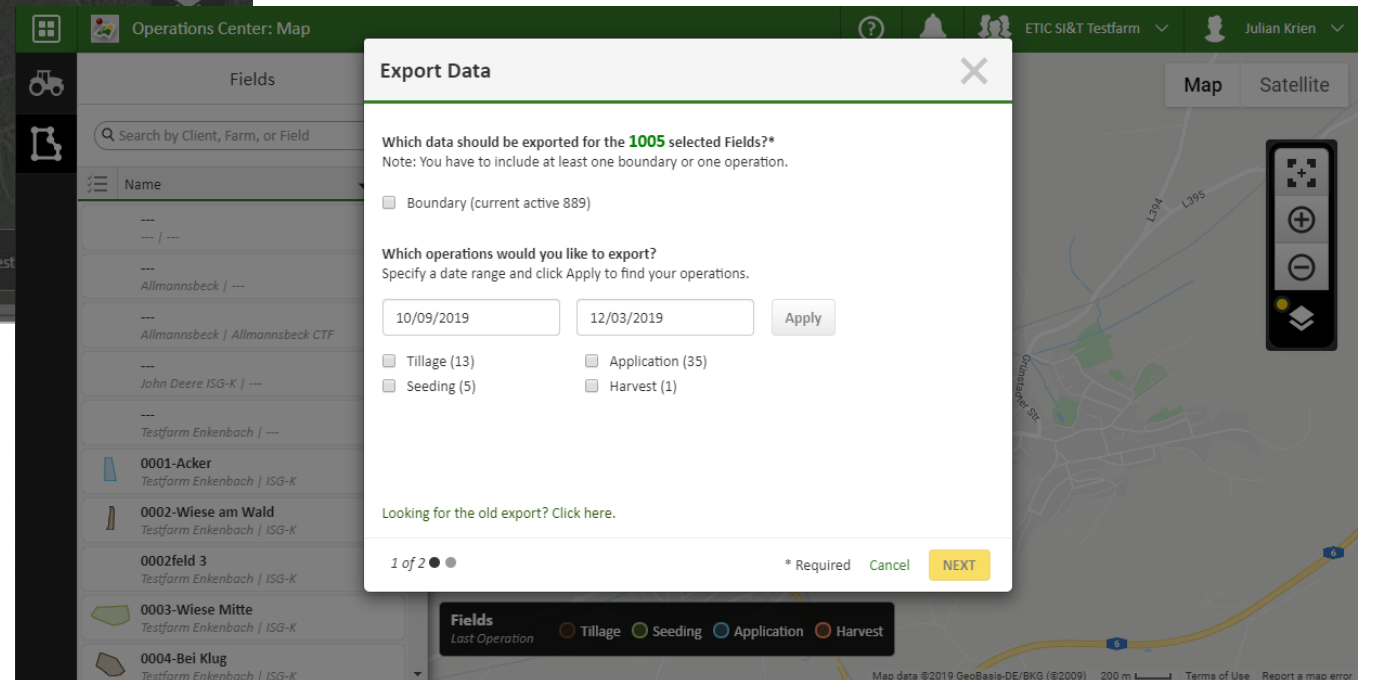 Operations Center: Map
ETIC SI&T Testfarm
Julian Krien
Fields
Search by Client, Farm, or Field
Name
---
--- / ---
---
Allmannsbeck | ---
---
Allmannsbeck | Allmannsbeck CTF
---
John Deere ISG-K | ---
---
Testfarm Enkenbach | ---
0001-Acker
Testfarm Enkenbach | ISG-K
0002-Wiese am Wald
Testfarm Enkenbach | ISG-K
0002feld 3
Testfarm Enkenbach | ISG-K
0003-Wiese Mitte
Testfarm Enkenbach | ISG-K
0004-Bei Klug
Testfarm Enkenbach | ISG-K
Export Data
Which data should be exported for the 1005 selected Fields?*
Note: You have to include at least one boundary or one operation.
Boundary (current active 889)
Which operations would you like to export?
Specify a date range and click Apply to find your operations.
10/09/2019 12/03/2019 Apply
Tillage (13) Application (35)
Seeding (5) Harvest (1)
Looking for the old export? Click here.
1 of 2 * Required Cancel NEXT
Map Satellite
L394 L395
6
6
Fields
Last Operation
Tillage Seeding Application Harvest
Map data ©2019 GeoBasis-DE/BKG (©2009) 200 m Terms of Use Report a map error